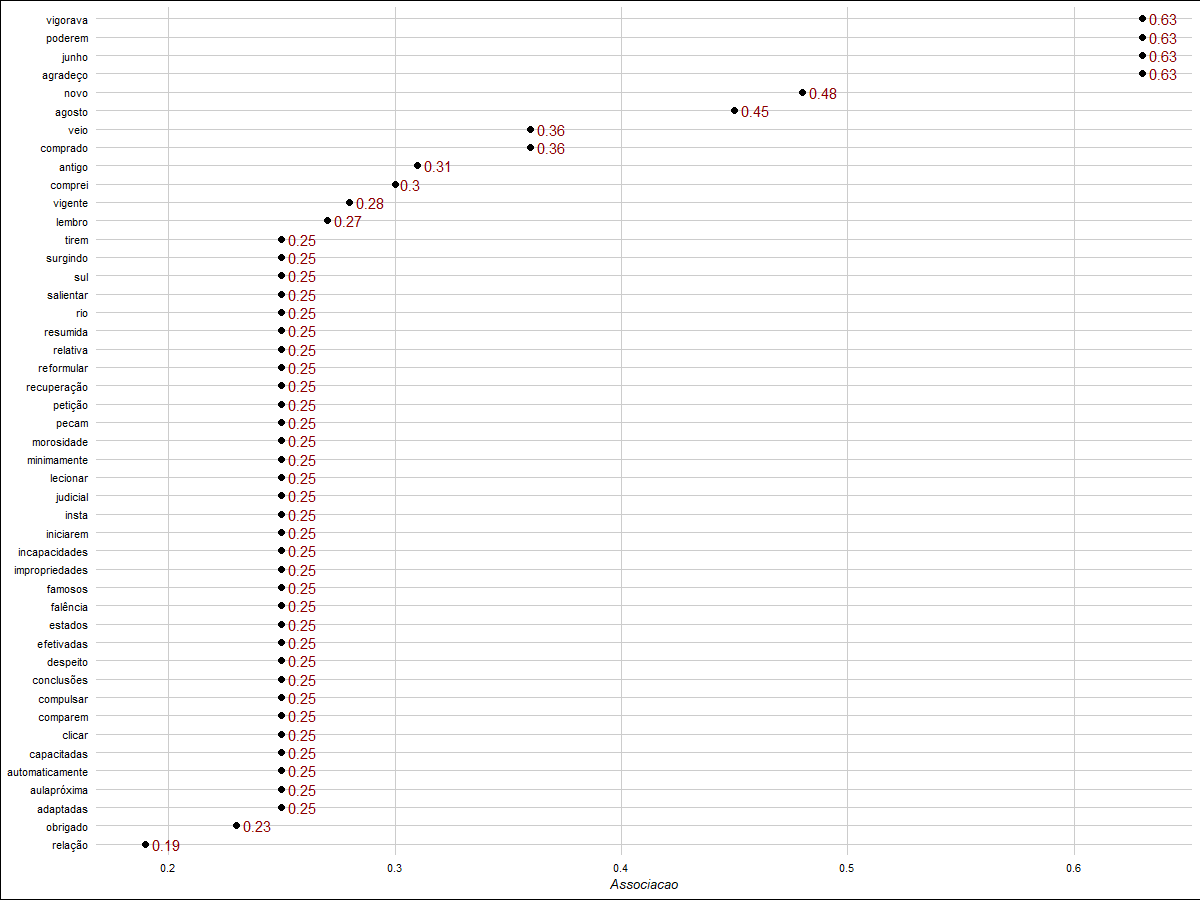 vigorava 0.63
poderem 0.63
junho 0.63
agradeço 0.63
novo 0.48
agosto 0.45
veio 0.36
comprado 0.36
antigo 0.31
comprei 0.3
vigente 0.28
lembro 0.27
tirem 0.25
surgindo 0.25
sul 0.25
salientar 0.25
rio 0.25
resumida 0.25
relativa 0.25
reformular 0.25
recuperação 0.25
petição 0.25
pecam 0.25
morosidade 0.25
minimamente 0.25
lecionar 0.25
judicial 0.25
insta 0.25
iniciarem 0.25
incapacidades 0.25
impropriedades 0.25
famosos 0.25
falência 0.25
estados 0.25
efetivadas 0.25
despeito 0.25
conclusões 0.25
compulsar 0.25
comparem 0.25
clicar 0.25
capacitadas 0.25
automaticamente 0.25
aulapróxima 0.25
adaptadas 0.25
obrigado 0.23
relação 0.19
0.2 0.3 0.4 0.5 0.6
Associacao